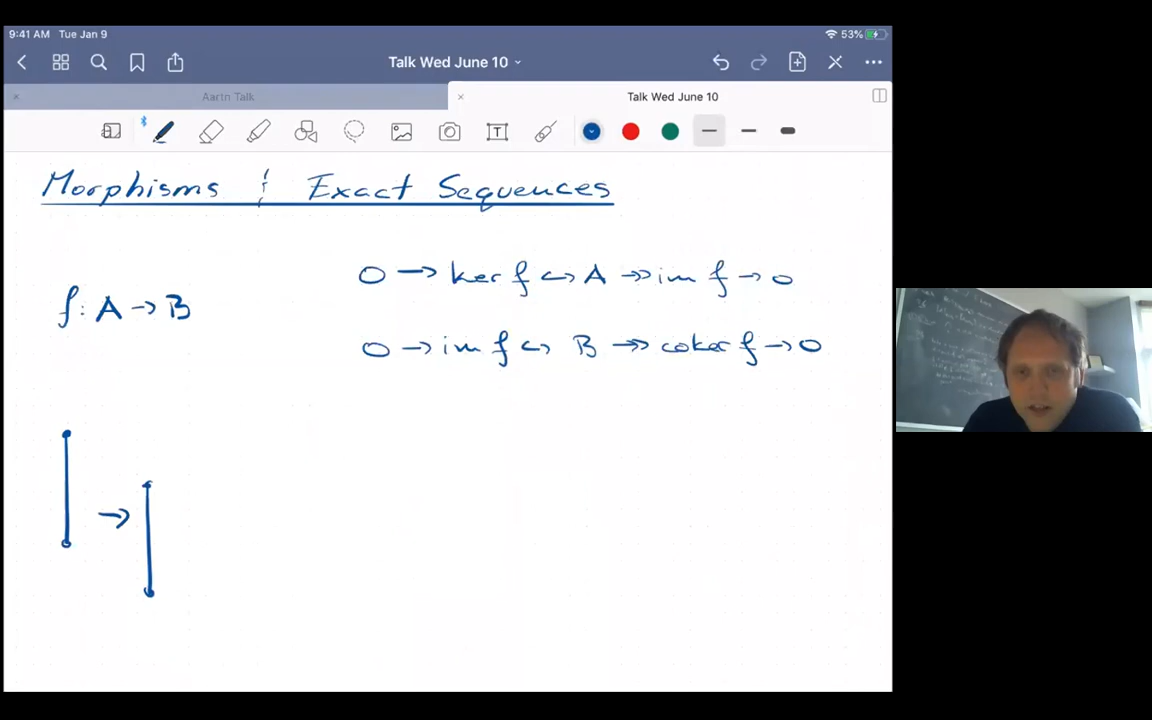 9:41 AM Tue Jan 9
53%
Talk Wed June 10
Aartn Talk
Talk Wed June 10
T
Morphisms & Exact Sequences
0 → ker f ↪ A ↠ im f → 0
f: A → B
0 → im f ↪ B ↠ coker f → 0
→